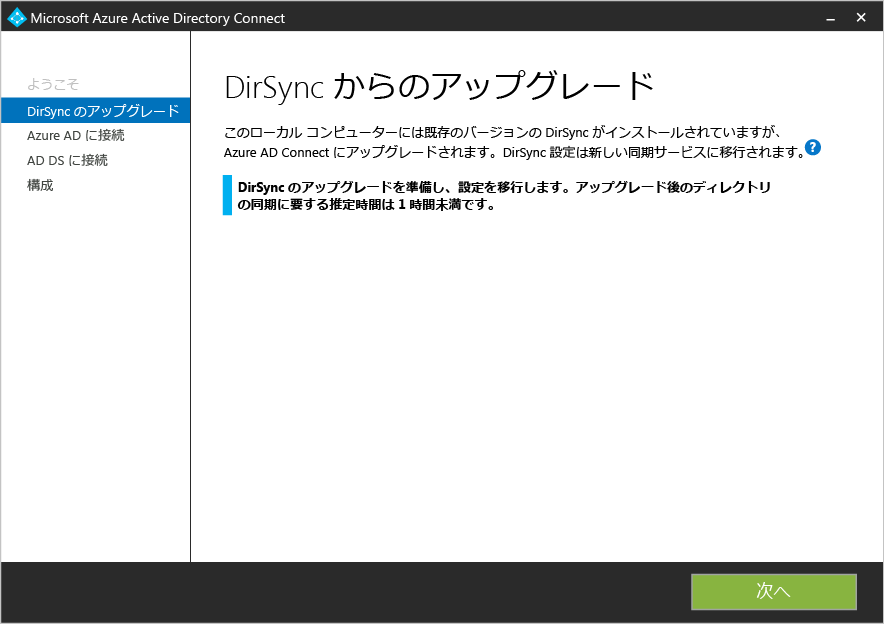 Microsoft Azure Active Directory Connect
ようこそ
DirSync のアップグレード
Azure AD に接続
AD DS に接続
構成
DirSync からのアップグレード
このローカル コンピューターには既存のバージョンの DirSync がインストールされていますが、
Azure AD Connect にアップグレードされます。DirSync 設定は新しい同期サービスに移行されます。
?
DirSync のアップグレードを準備し、設定を移行します。アップグレード後のディレクトリ
の同期に要する推定時間は 1 時間未満です。
次へ